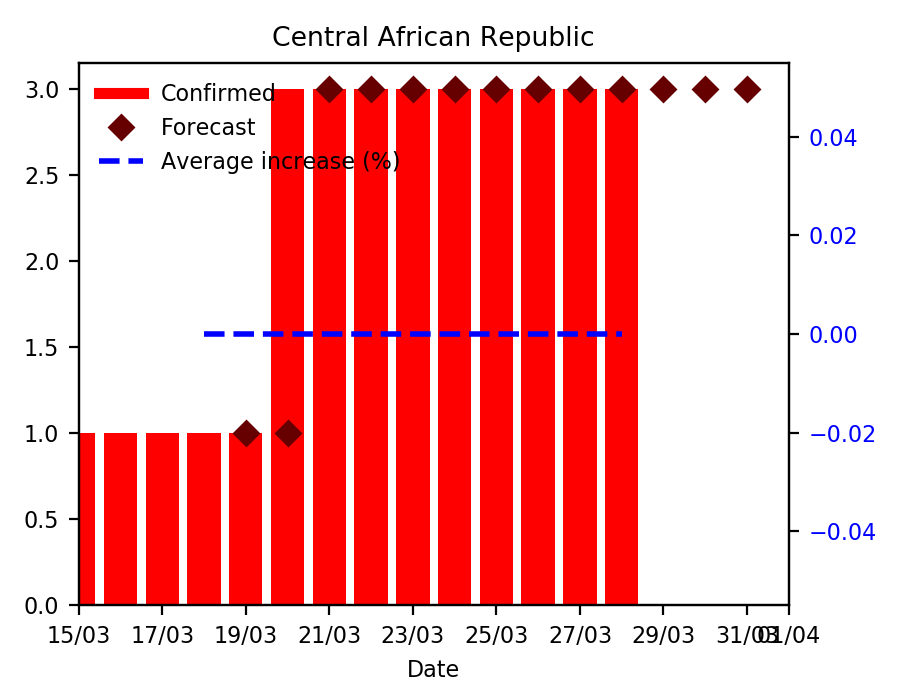 Central African Republic
Confirmed
Forecast
Average increase (%)
3.0
2.5
2.0
1.5
1.0
0.5
0.0
0.04
0.02
0.00
−0.02
−0.04
15/03 17/03 19/03 21/03 23/03 25/03 27/03 29/03 31/03 01/04
Date